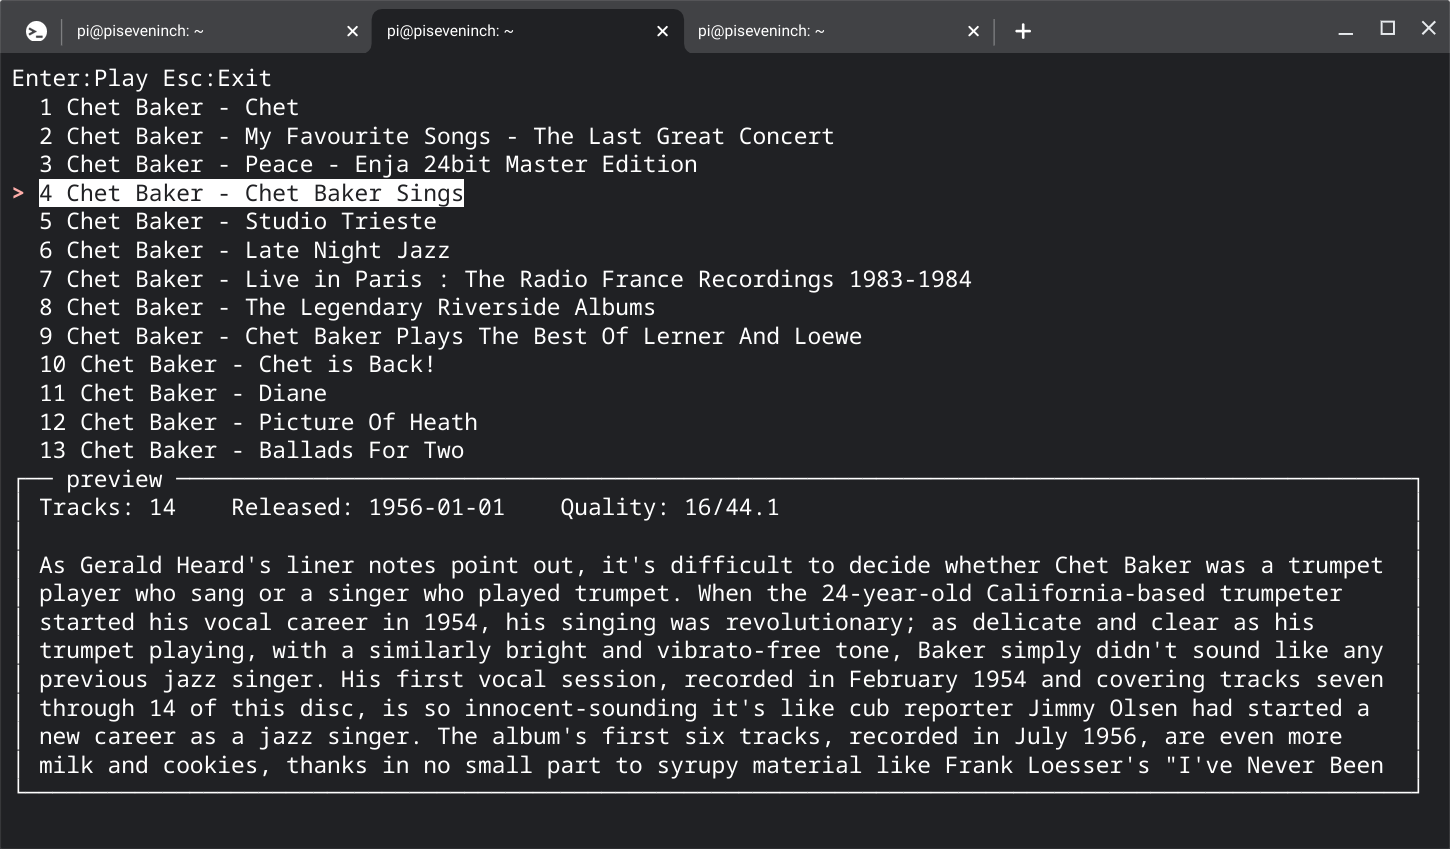 pi@piseveninch: ~ pi@piseveninch: ~ pi@piseveninch: ~
Enter:Play Esc:Exit
1 Chet Baker - Chet
2 Chet Baker - My Favourite Songs - The Last Great Concert
3 Chet Baker - Peace - Enja 24bit Master Edition
> 4 Chet Baker - Chet Baker Sings
5 Chet Baker - Studio Trieste
6 Chet Baker - Late Night Jazz
7 Chet Baker - Live in Paris : The Radio France Recordings 1983-1984
8 Chet Baker - The Legendary Riverside Albums
9 Chet Baker - Chet Baker Plays The Best Of Lerner And Loewe
10 Chet Baker - Chet is Back!
11 Chet Baker - Diane
12 Chet Baker - Picture Of Heath
13 Chet Baker - Ballads For Two
preview
Tracks: 14 Released: 1956-01-01 Quality: 16/44.1
As Gerald Heard's liner notes point out, it's difficult to decide whether Chet Baker was a trumpet
player who sang or a singer who played trumpet. When the 24-year-old California-based trumpeter
started his vocal career in 1954, his singing was revolutionary; as delicate and clear as his
trumpet playing, with a similarly bright and vibrato-free tone, Baker simply didn't sound like any
previous jazz singer. His first vocal session, recorded in February 1954 and covering tracks seven
through 14 of this disc, is so innocent-sounding it's like cub reporter Jimmy Olsen had started a
new career as a jazz singer. The album's first six tracks, recorded in July 1956, are even more
milk and cookies, thanks in no small part to syrupy material like Frank Loesser's "I've Never Been